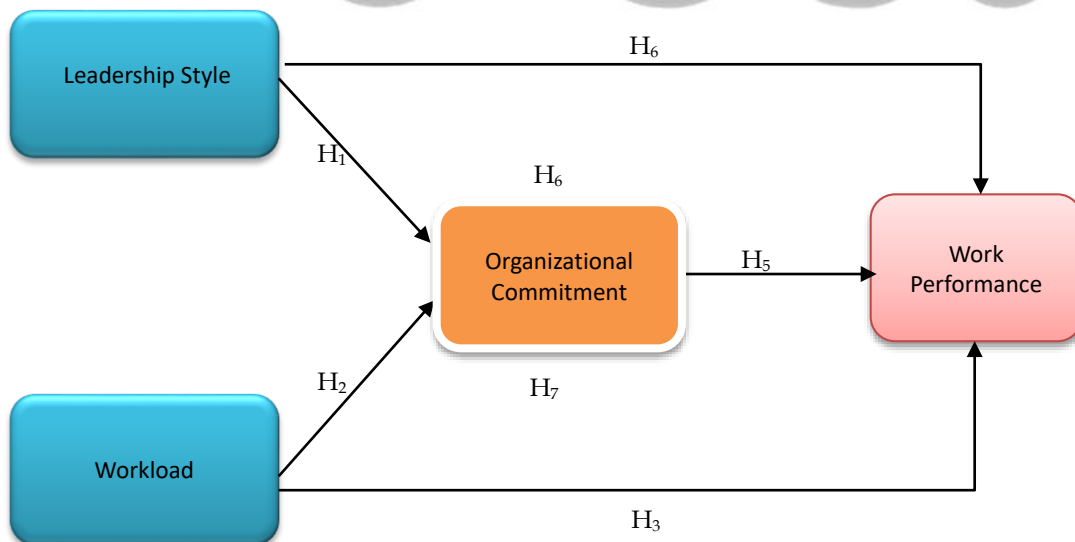 H₆
Leadership Style
H₁
H₆
Organizational
Commitment
H₅
Work
Performance
H₂
H₇
Workload
H₃